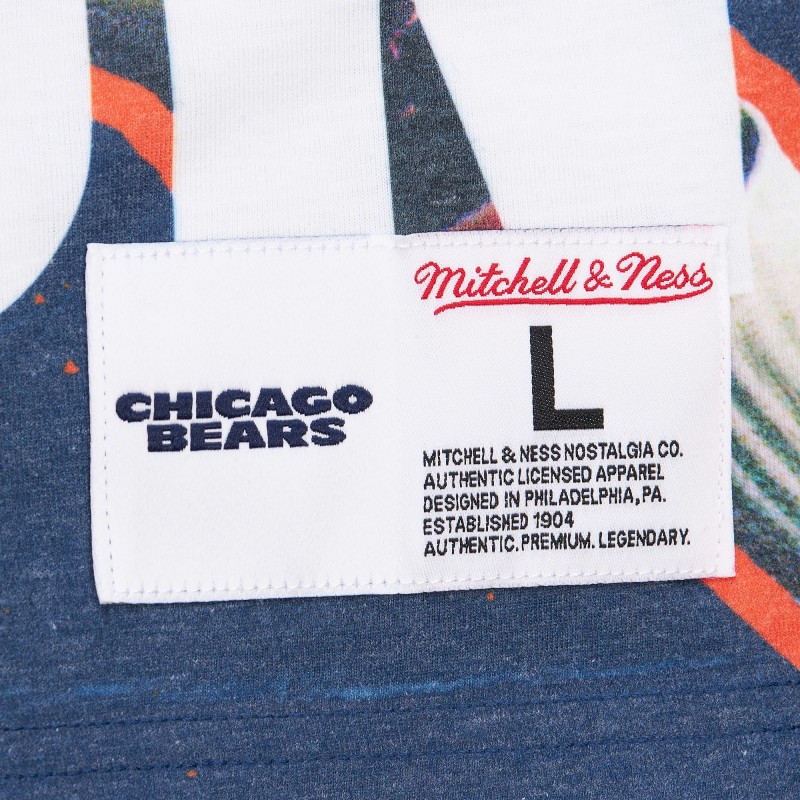 CHICAGO
BEARS
Mitchell & Ness
L
MITCHELL & NESS NOSTALGIA CO.
AUTHENTIC LICENSED APPAREL
DESIGNED IN PHILADELPHIA, PA.
ESTABLISHED 1904
AUTHENTIC. PREMIUM. LEGENDARY.